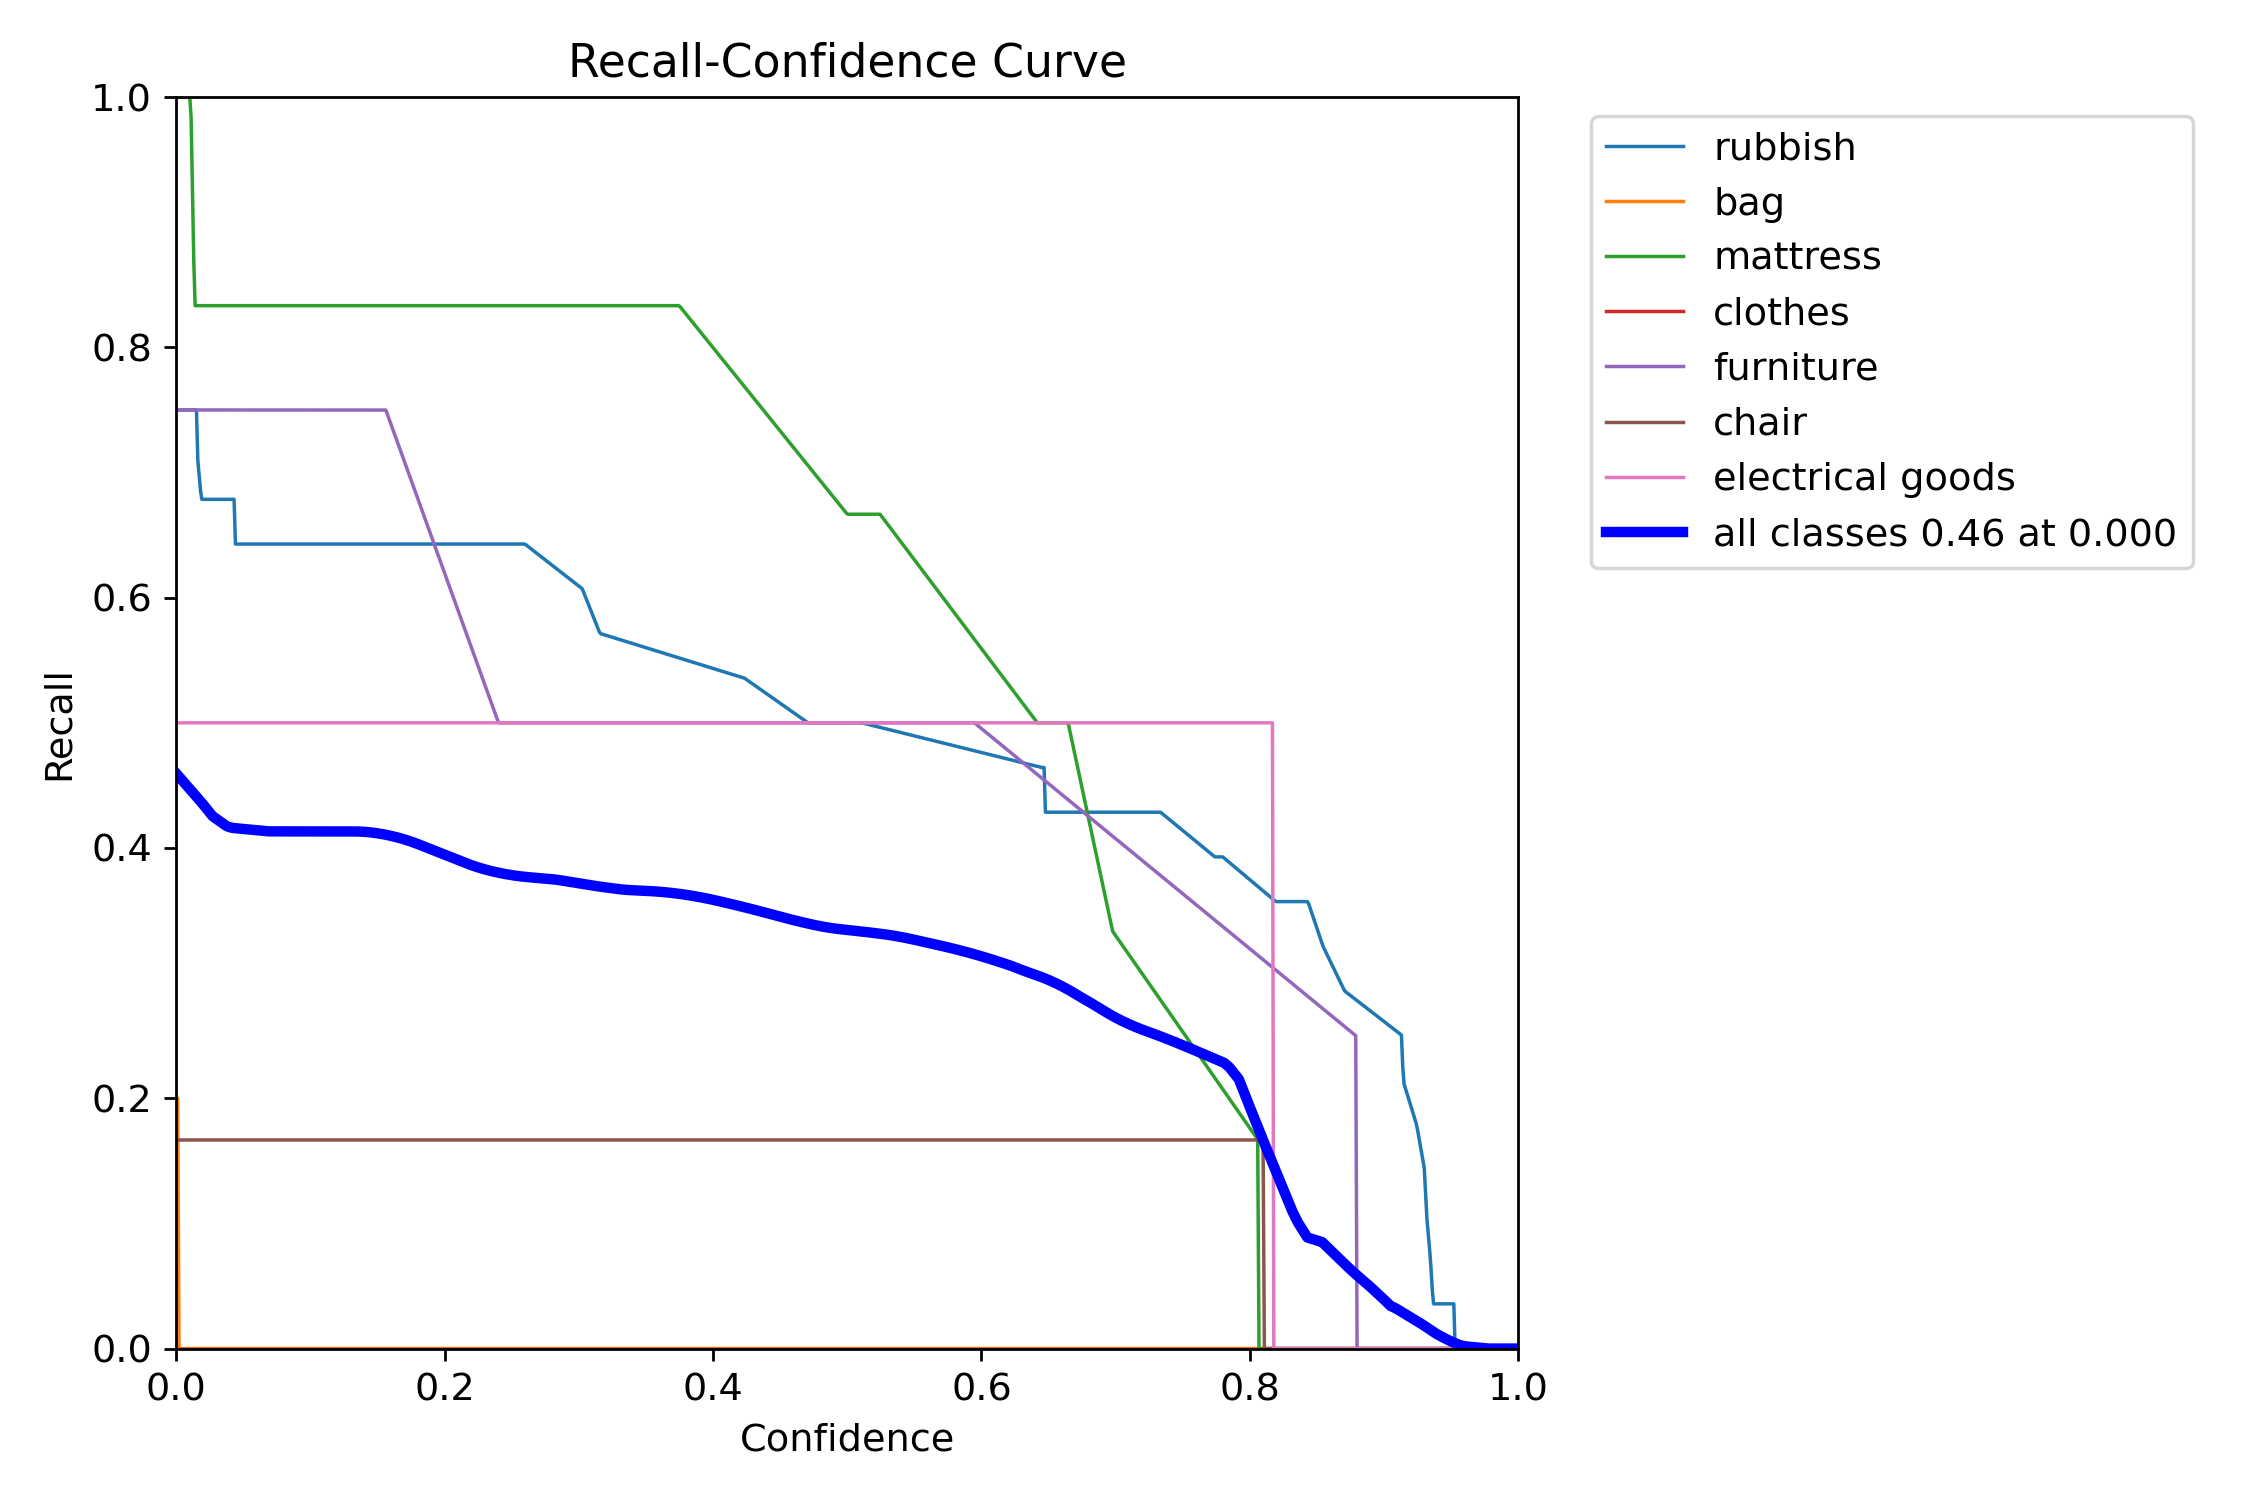 Recall-Confidence Curve
1.0
0.8
0.6
0.4
0.2
0.0
Recall
0.0 0.2 0.4 0.6 0.8 1.0
Confidence
rubbish
bag
mattress
clothes
furniture
chair
electrical goods
all classes 0.46 at 0.000